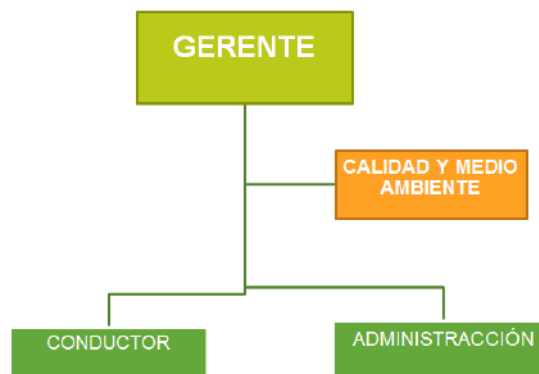 GERENTE
CALIDAD Y MEDIO
AMBIENTE
CONDUCTOR
ADMINISTRACCIÓN